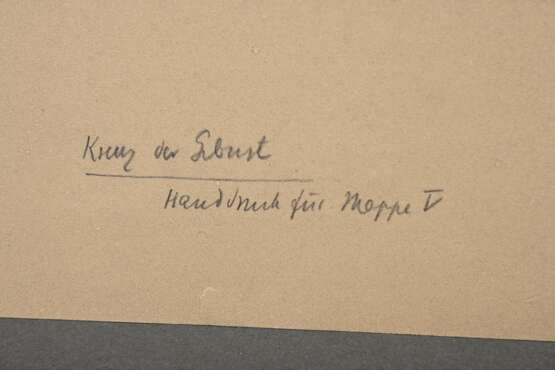 Kreuz der Geburt
Handdruck für Mappe V